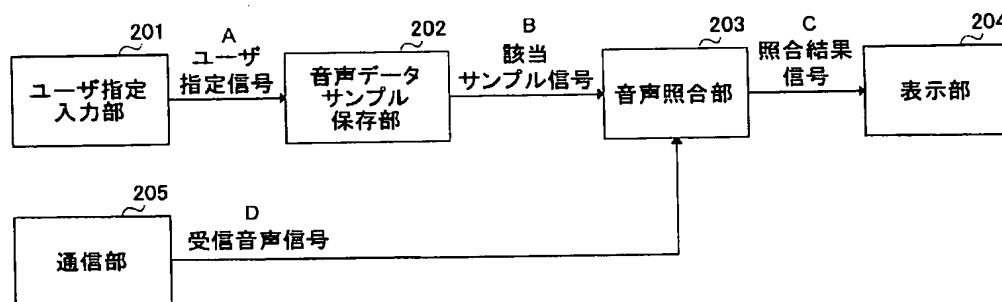 201
ユーザ指定
入力部
A
ユーザ
指定信号
202
音声データ
サンプル
保存部
B
該当
サンプル信号
203
音声照合部
C
照合結果
信号
204
表示部
205
通信部
D
受信音声信号